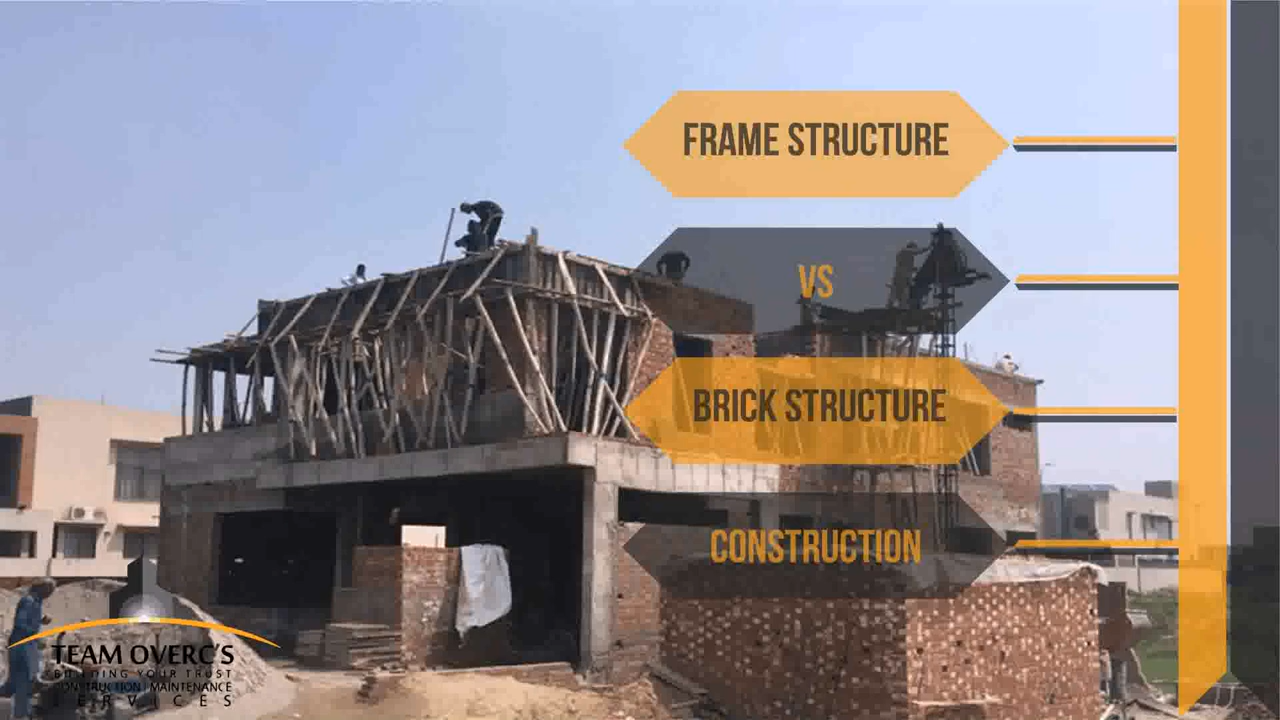 FRAME STRUCTURE
VS
BRICK STRUCTURE
CONSTRUCTION
TEAM OVERC'S
BUILDING YOUR TRUST
CONSTRUCTION | MAINTENANCE
SERVICES